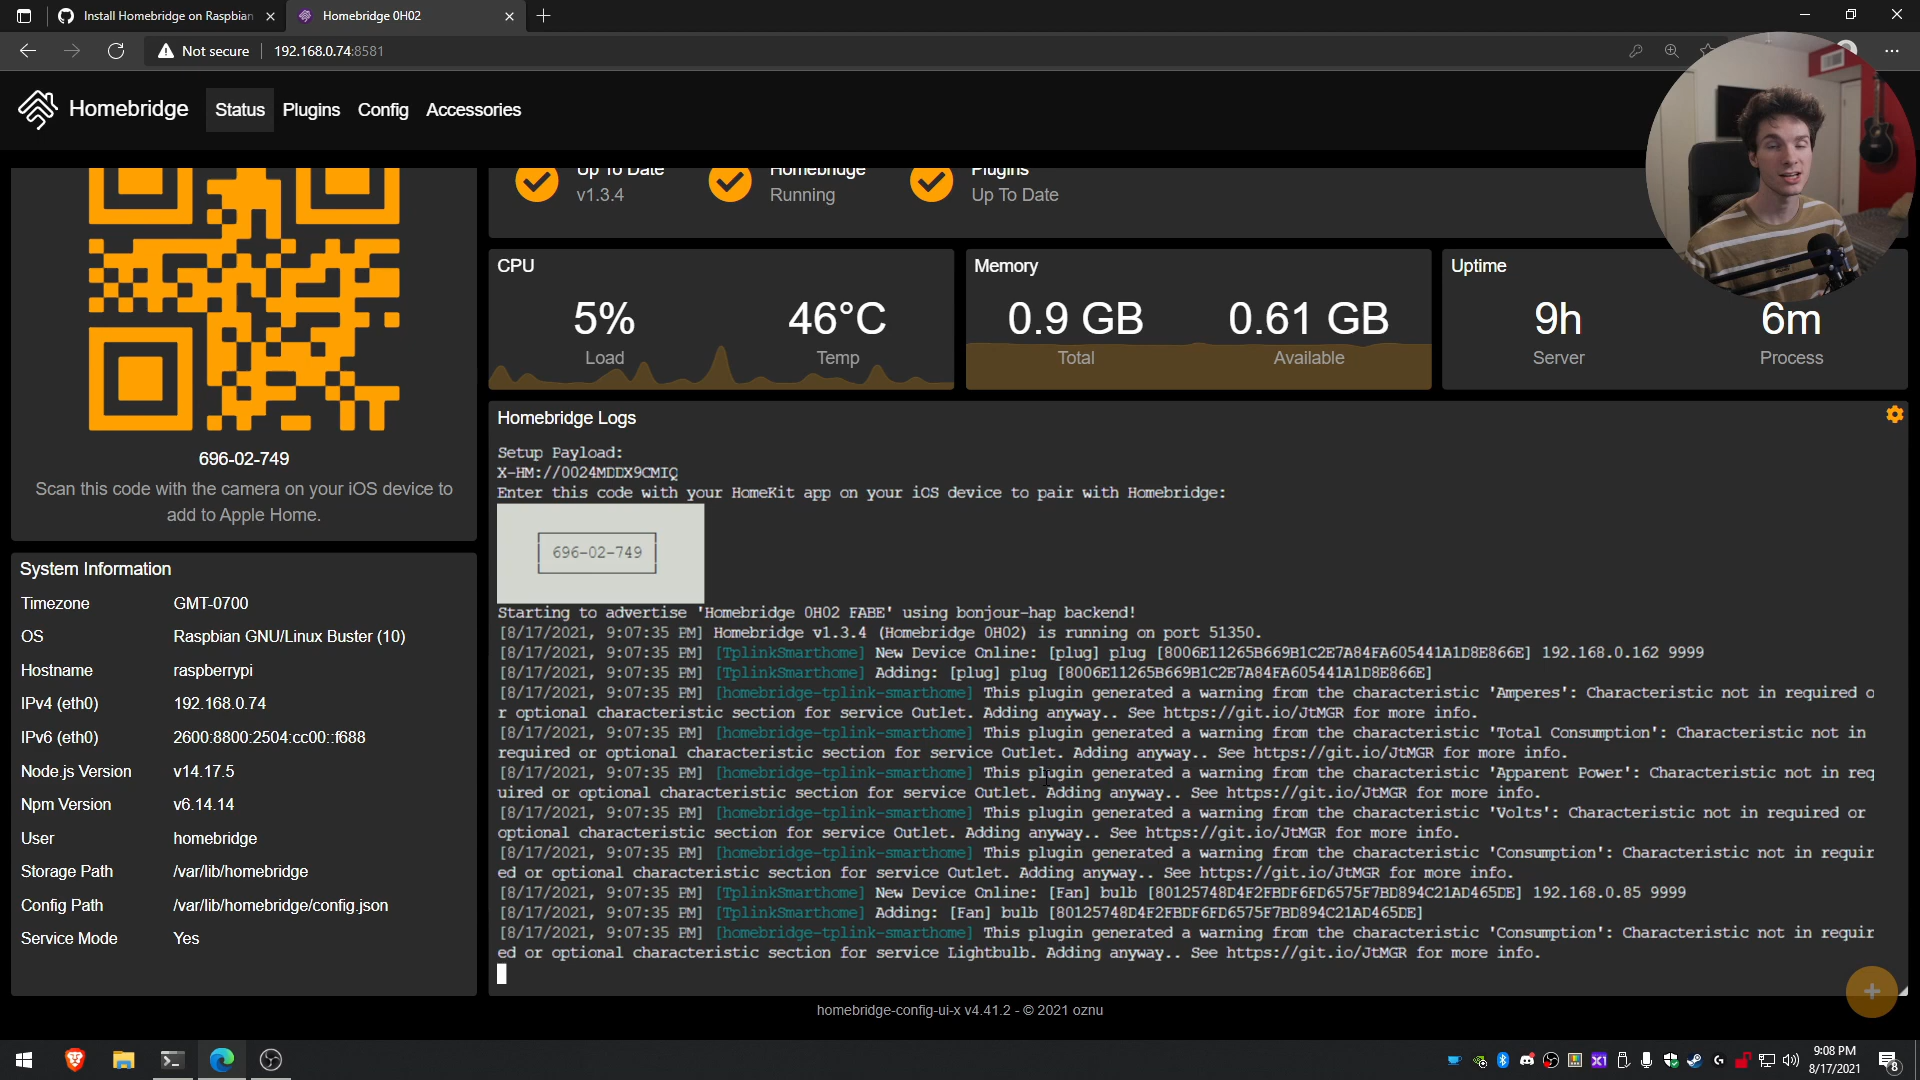 Install Homebridge on Raspbian
Homebridge 0H02
Not secure
192.168.0.74:8581
Homebridge
Status
Plugins
Config
Accessories
Up To Date
v1.3.4
Homebridge
Running
Plugins
Up To Date
696-02-749
Scan this code with the camera on your iOS device to
add to Apple Home.
CPU
5%
Load
46°C
Temp
Memory
0.9 GB
Total
0.61 GB
Available
Uptime
9h
Server
6m
Process
System Information
Timezone GMT-0700
OS Raspbian GNU/Linux Buster (10)
Hostname raspberrypi
IPv4 (eth0) 192.168.0.74
IPv6 (eth0) 2600:8800:2504:cc00::f688
Node.js Version v14.17.5
Npm Version v6.14.14
User homebridge
Storage Path /var/lib/homebridge
Config Path /var/lib/homebridge/config.json
Service Mode Yes
Homebridge Logs
Setup Payload:
X-HM://0024MDDX9CMIQ
Enter this code with your HomeKit app on your iOS device to pair with Homebridge:
696-02-749
Starting to advertise 'Homebridge 0H02 FABE' using bonjour-hap backend!
[8/17/2021, 9:07:35 PM] Homebridge v1.3.4 (Homebridge 0H02) is running on port 51350.
[8/17/2021, 9:07:35 PM] [TplinkSmarthome] New Device Online: [plug] plug [8006E11265B669B1C2E7A84FA605441A1D8E866E] 192.168.0.162 9999
[8/17/2021, 9:07:35 PM] [TplinkSmarthome] Adding: [plug] plug [8006E11265B669B1C2E7A84FA605441A1D8E866E]
[8/17/2021, 9:07:35 PM] [homebridge-tplink-smarthome] This plugin generated a warning from the characteristic 'Amperes': Characteristic not in required o
r optional characteristic section for service Outlet. Adding anyway.. See https://git.io/JtMGR for more info.
[8/17/2021, 9:07:35 PM] [homebridge-tplink-smarthome] This plugin generated a warning from the characteristic 'Total Consumption': Characteristic not in
required or optional characteristic section for service Outlet. Adding anyway.. See https://git.io/JtMGR for more info.
[8/17/2021, 9:07:35 PM] [homebridge-tplink-smarthome] This plugin generated a warning from the characteristic 'Apparent Power': Characteristic not in req
uired or optional characteristic section for service Outlet. Adding anyway.. See https://git.io/JtMGR for more info.
[8/17/2021, 9:07:35 PM] [homebridge-tplink-smarthome] This plugin generated a warning from the characteristic 'Volts': Characteristic not in required or
optional characteristic section for service Outlet. Adding anyway.. See https://git.io/JtMGR for more info.
[8/17/2021, 9:07:35 PM] [homebridge-tplink-smarthome] This plugin generated a warning from the characteristic 'Consumption': Characteristic not in requir
ed or optional characteristic section for service Outlet. Adding anyway.. See https://git.io/JtMGR for more info.
[8/17/2021, 9:07:35 PM] [TplinkSmarthome] New Device Online: [Fan] bulb [80125748D4F2FBDF6FD6575F7BD894C21AD465DE] 192.168.0.85 9999
[8/17/2021, 9:07:35 PM] [TplinkSmarthome] Adding: [Fan] bulb [80125748D4F2FBDF6FD6575F7BD894C21AD465DE]
[8/17/2021, 9:07:35 PM] [homebridge-tplink-smarthome] This plugin generated a warning from the characteristic 'Consumption': Characteristic not in requir
ed or optional characteristic section for service Lightbulb. Adding anyway.. See https://git.io/JtMGR for more info.
homebridge-config-ui-x v4.41.2 - © 2021 oznu
9:08 PM
8/17/2021
8